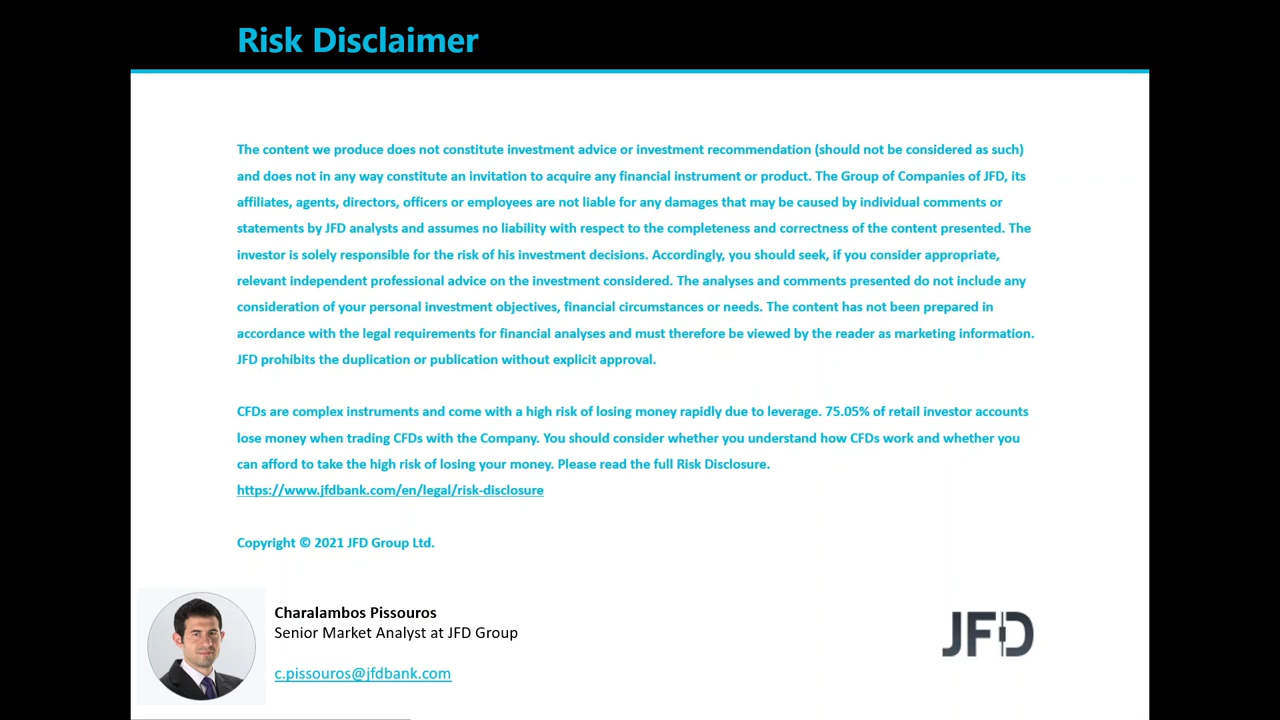 Risk Disclaimer
The content we produce does not constitute investment advice or investment recommendation (should not be considered as such)
and does not in any way constitute an invitation to acquire any financial instrument or product. The Group of Companies of JFD, its
affiliates, agents, directors, officers or employees are not liable for any damages that may be caused by individual comments or
statements by JFD analysts and assumes no liability with respect to the completeness and correctness of the content presented. The
investor is solely responsible for the risk of his investment decisions. Accordingly, you should seek, if you consider appropriate,
relevant independent professional advice on the investment considered. The analyses and comments presented do not include any
consideration of your personal investment objectives, financial circumstances or needs. The content has not been prepared in
accordance with the legal requirements for financial analyses and must therefore be viewed by the reader as marketing information.
JFD prohibits the duplication or publication without explicit approval.
CFDs are complex instruments and come with a high risk of losing money rapidly due to leverage. 75.05% of retail investor accounts
lose money when trading CFDs with the Company. You should consider whether you understand how CFDs work and whether you
can afford to take the high risk of losing your money. Please read the full Risk Disclosure.
https://www.jfdbank.com/en/legal/risk-disclosure
Copyright © 2021 JFD Group Ltd.
Charalambos Pissouros
Senior Market Analyst at JFD Group
c.pissouros@jfdbank.com
JFD